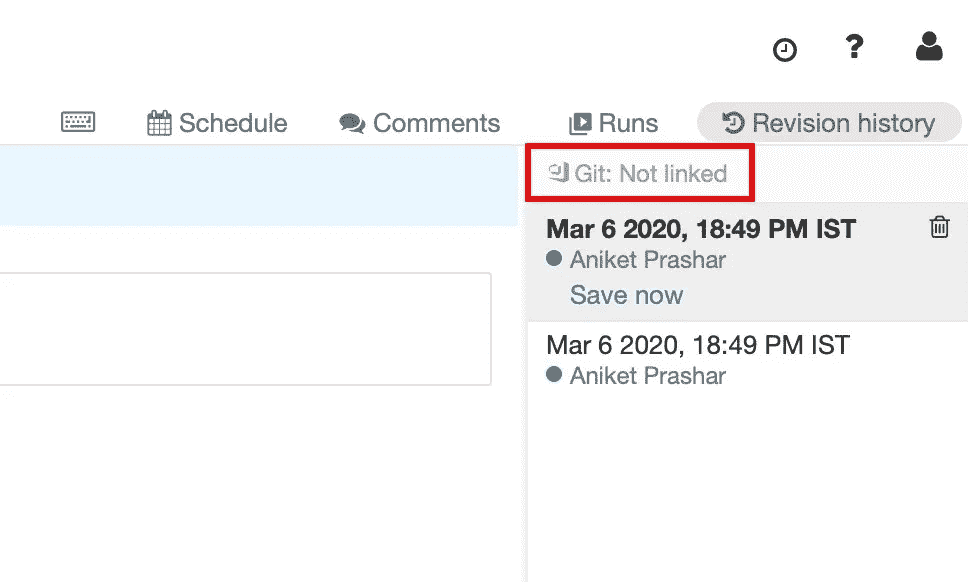 ?
Schedule Comments Runs Revision history
Git: Not linked
Mar 6 2020, 18:49 PM IST
Aniket Prashar
Save now
Mar 6 2020, 18:49 PM IST
Aniket Prashar